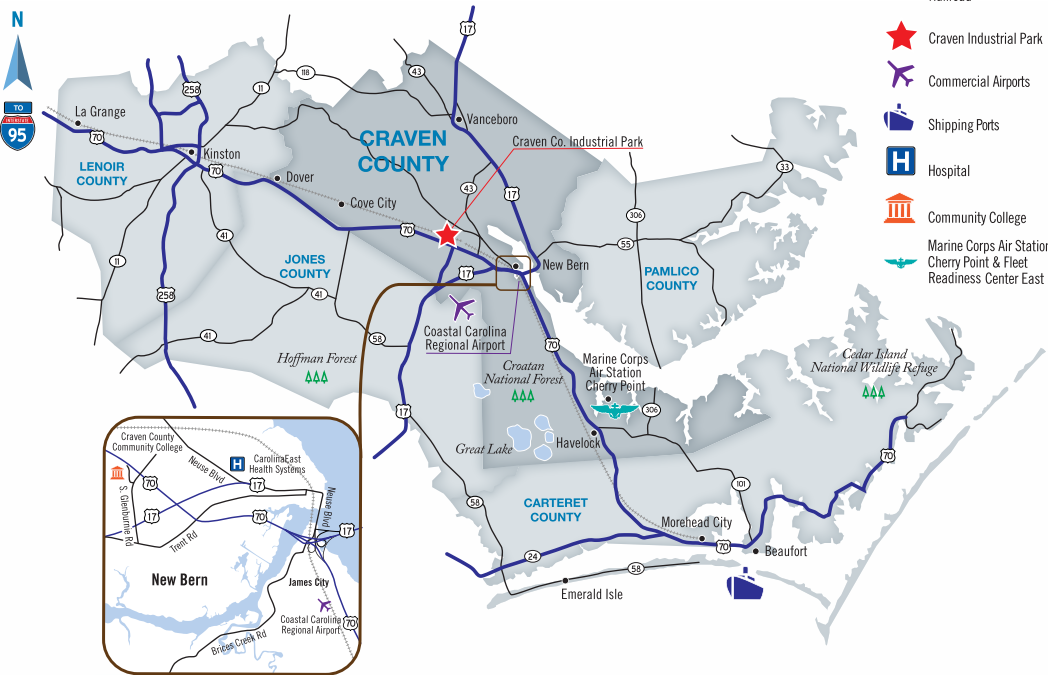 N
TO
INTERSTATE
95
Craven Industrial Park
Commercial Airports
Shipping Ports
H
Hospital
Community College
Marine Corps Air Station
Cherry Point & Fleet
Readiness Center East
17
43
118
11
258
La Grange
70
Vanceboro
CRAVEN
COUNTY
Craven Co. Industrial Park
Kinston
LENOIR
COUNTY
70
Dover
33
43
17
Cove City
306
70
41
55
JONES
COUNTY
11
17
New Bern
PAMLICO
COUNTY
258
41
Coastal Carolina
Regional Airport
41
58
70
Hoffman Forest
Croatan
National Forest
Marine Corps
Air Station
Cherry Point
Cedar Island
National Wildlife Refuge
17
306
Great Lake
Havelock
70
101
58
CARTERET
COUNTY
Morehead City
70
Beaufort
24
58
Emerald Isle
Craven County
Community College
CarolinaEast
Health Systems
H
Neuse Blvd
70
17
S. Glenburnie Rd
Neuse Blvd
17
70
17
Trent Rd
New Bern
James City
Coastal Carolina
Regional Airport
70
Brices Creek Rd